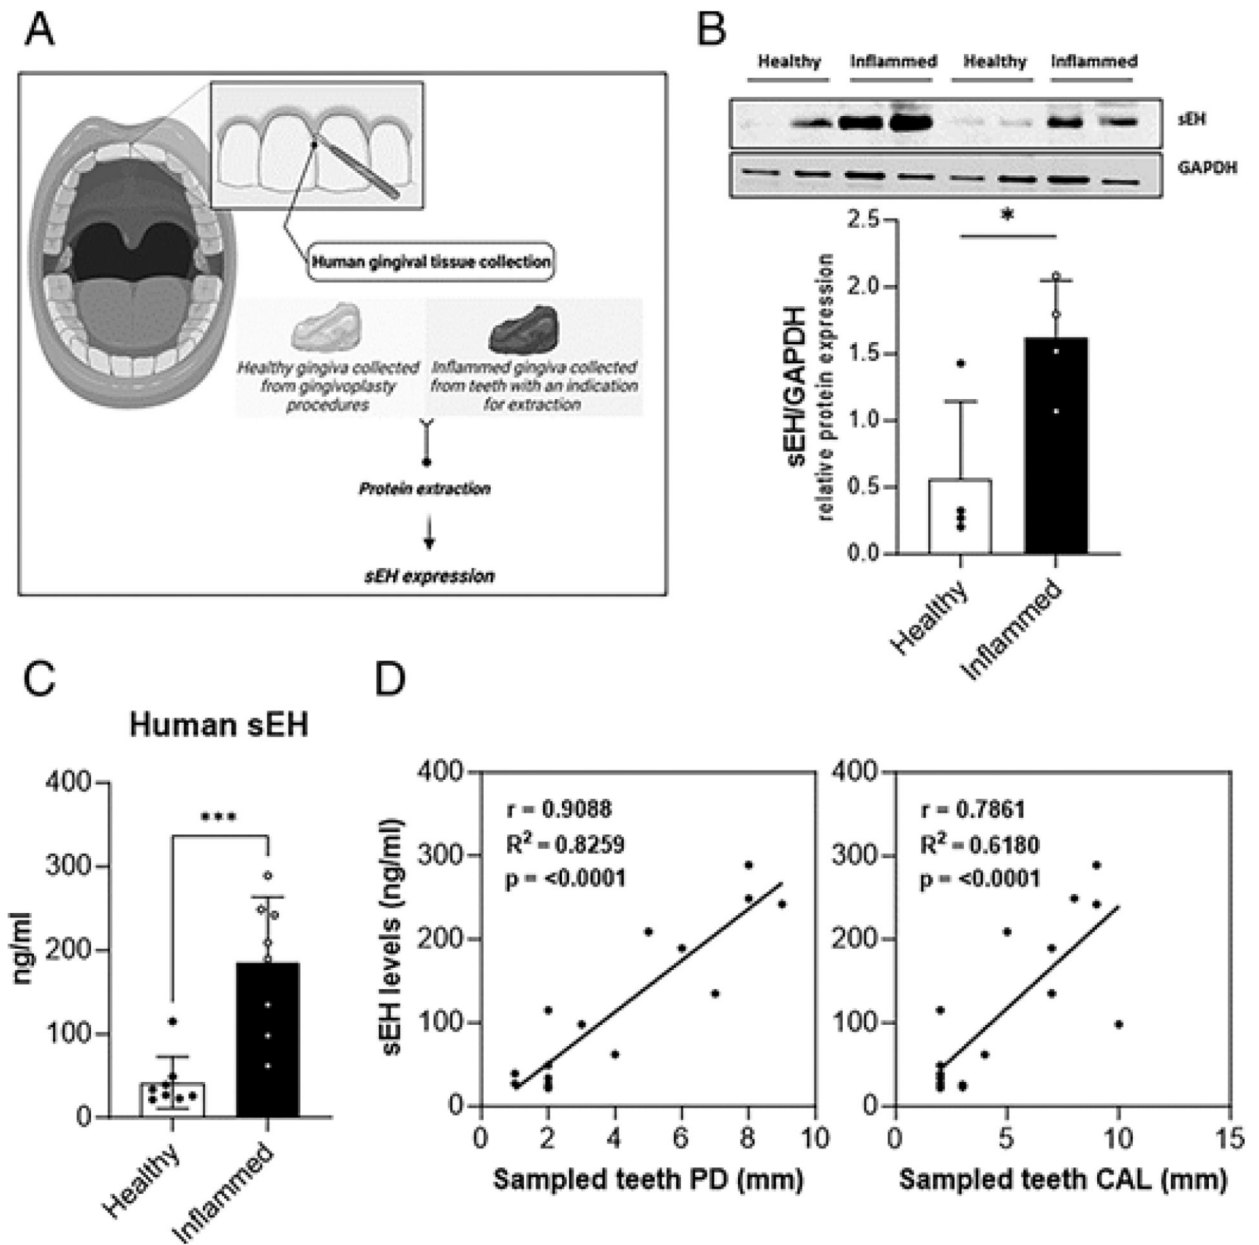 A
Human gingival tissue collection
Healthy gingiva collected
from gingivoplasty
procedures
Inflammed gingiva collected
from teeth with an indication
for extraction
Protein extraction
sEH expression
B
Healthy Inflammed Healthy Inflammed
sEH
GAPDH
*
sEH/GAPDH
relative protein expression
2.5
2.0
1.5
1.0
0.5
0.0
Healthy
Inflammed
C
Human sEH
ng/ml
400
300
200
100
0
***
Healthy
Inflammed
D
sEH levels (ng/ml)
400
300
200
100
0
r = 0.9088
R² = 0.8259
p = <0.0001
0 2 4 6 8 10
Sampled teeth PD (mm)
400
300
200
100
0
r = 0.7861
R² = 0.6180
p = <0.0001
0 5 10 15
Sampled teeth CAL (mm)